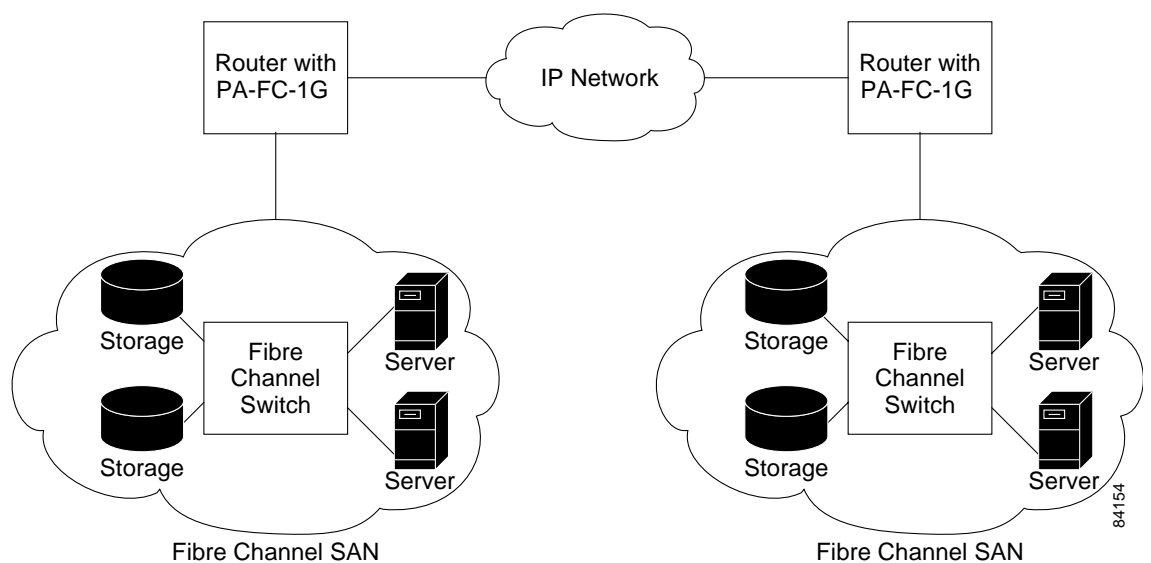 Router with
PA-FC-1G
IP Network
Router with
PA-FC-1G
Storage
Fibre
Channel
Switch
Server
Storage
Server
Fibre Channel SAN
Storage
Fibre
Channel
Switch
Server
Storage
Server
84154
Fibre Channel SAN